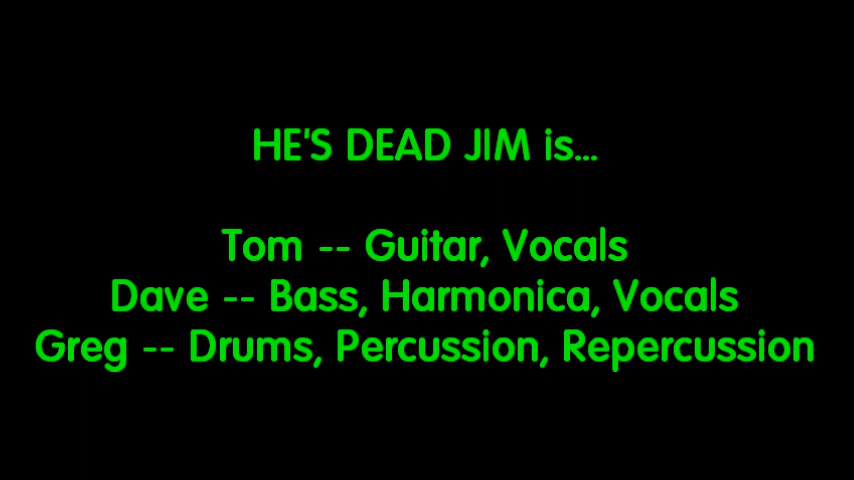 HE'S DEAD JIM is...
Tom -- Guitar, Vocals
Dave -- Bass, Harmonica, Vocals
Greg -- Drums, Percussion, Repercussion